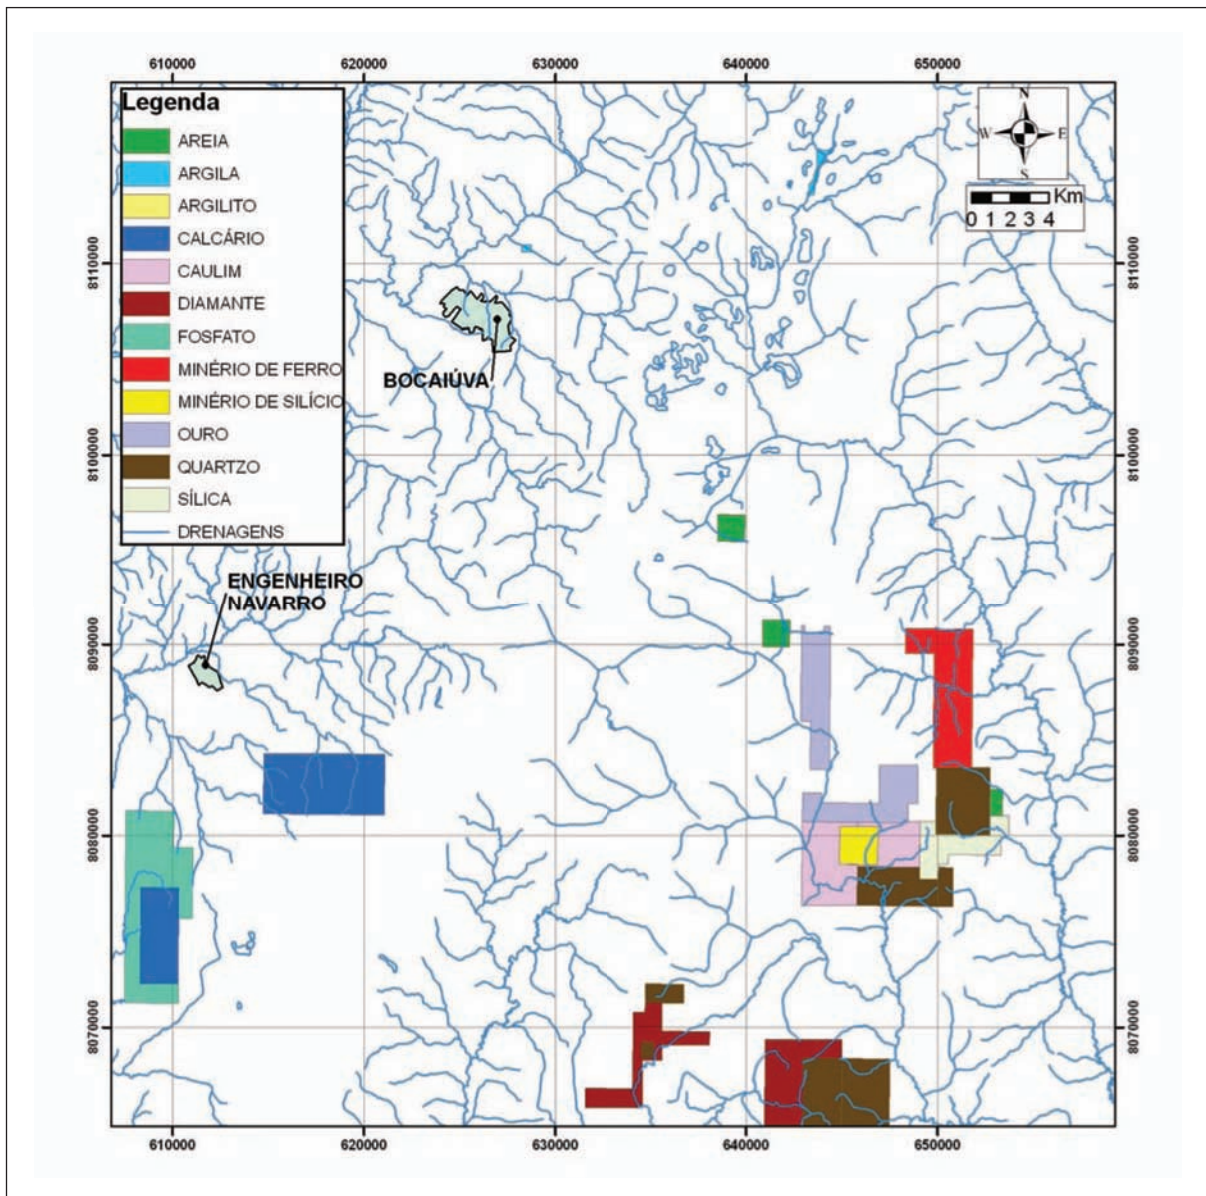 610000 620000 630000 640000 650000
Legenda
AREIA
ARGILA
ARGILITO
CALCÁRIO
CAULIM
DIAMANTE
FOSFATO
MINÉRIO DE FERRO
MINÉRIO DE SILÍCIO
OURO
QUARTZO
SÍLICA
DRENAGENS
N
W E
S
Km
0 1 2 3 4
8110000 8110000
BOCAIÚVA
8100000 8100000
ENGENHEIRO
NAVARRO
8090000 8090000
8080000 8080000
8070000 8070000
610000 620000 630000 640000 650000